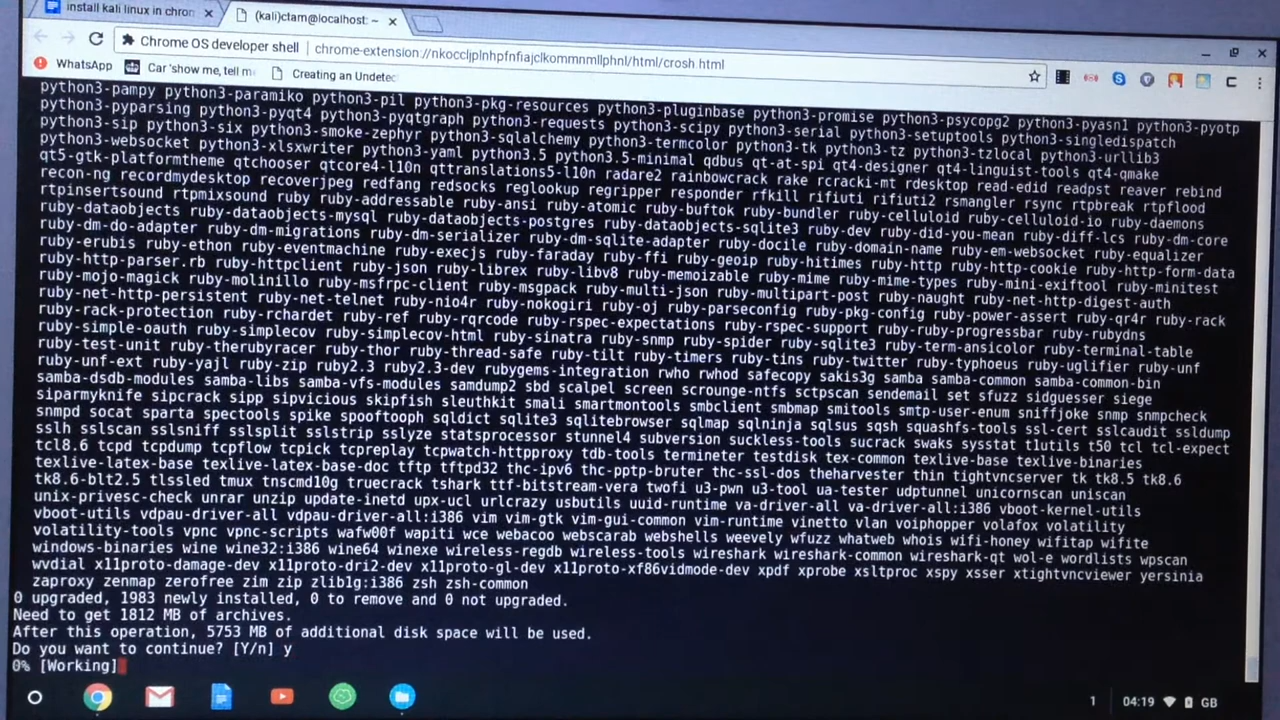 install kali linux in chrom
(kali)ctam@localhost: ~
Chrome OS developer shell | chrome-extension://nkoccljplnhpfnfiajclkommnmllphnl/html/crosh.html
WhatsApp Car 'show me, tell m Creating an Undetec
python3-pampy python3-paramiko python3-pil python3-pkg-resources python3-pluginbase python3-promise python3-psycopg2 python3-pyasn1 python3-pyotp
python3-pyparsing python3-pyqt4 python3-pyqtgraph python3-requests python3-scipy python3-serial python3-setuptools python3-singledispatch
python3-sip python3-six python3-smoke-zephyr python3-sqlalchemy python3-termcolor python3-tk python3-tz python3-tzlocal python3-urllib3
python3-websocket python3-xlsxwriter python3-yaml python3.5 python3.5-minimal qdbus qt-at-spi qt4-designer qt4-linguist-tools qt4-qmake
qt5-gtk-platformtheme qtchooser qtcore4-l10n qttranslations5-l10n radare2 rainbowcrack rake rcracki-mt rdesktop read-edid readpst reaver rebind
recon-ng recordmydesktop recoverjpeg redfang redsocks reglookup regripper responder rfkill rifiuti rifiuti2 rsmangler rsync rtpbreak rtpflood
rtpinsertsound rtpmixsound ruby ruby-addressable ruby-ansi ruby-atomic ruby-buftok ruby-bundler ruby-celluloid ruby-celluloid-io ruby-daemons
ruby-dataobjects ruby-dataobjects-mysql ruby-dataobjects-postgres ruby-dataobjects-sqlite3 ruby-dev ruby-did-you-mean ruby-diff-lcs ruby-dm-core
ruby-dm-do-adapter ruby-dm-migrations ruby-dm-serializer ruby-dm-sqlite-adapter ruby-docile ruby-domain-name ruby-em-websocket ruby-equalizer
ruby-erubis ruby-ethon ruby-eventmachine ruby-execjs ruby-faraday ruby-ffi ruby-geoip ruby-hitimes ruby-http ruby-http-cookie ruby-http-form-data
ruby-http-parser.rb ruby-httpclient ruby-json ruby-librex ruby-libv8 ruby-memoizable ruby-mime ruby-mime-types ruby-mini-exiftool ruby-minitest
ruby-mojo-magick ruby-molinillo ruby-msfrpc-client ruby-msgpack ruby-multi-json ruby-multipart-post ruby-naught ruby-net-http-digest-auth
ruby-net-http-persistent ruby-net-telnet ruby-nio4r ruby-nokogiri ruby-oj ruby-parseconfig ruby-pkg-config ruby-power-assert ruby-qr4r ruby-rack
ruby-rack-protection ruby-rchardet ruby-ref ruby-rqrcode ruby-rspec-expectations ruby-rspec-support ruby-ruby-progressbar ruby-rubydns
ruby-simple-oauth ruby-simplecov ruby-simplecov-html ruby-sinatra ruby-snmp ruby-spider ruby-sqlite3 ruby-term-ansicolor ruby-terminal-table
ruby-test-unit ruby-therubyracer ruby-thor ruby-thread-safe ruby-tilt ruby-timers ruby-tins ruby-twitter ruby-typhoeus ruby-uglifier ruby-unf
ruby-unf-ext ruby-yajl ruby-zip ruby2.3 ruby2.3-dev rubygems-integration rwho rwhod safecopy sakis3g samba samba-common samba-common-bin
samba-dsdb-modules samba-libs samba-vfs-modules samdump2 sbd scalpel screen scrounge-ntfs sctpscan sendemail set sfuzz sidguesser siege
siparmyknife sipcrack sipp sipvicious skipfish sleuthkit smali smartmontools smbclient smbmap smitools smtp-user-enum sniffjoke snmp snmpcheck
snmpd socat sparta spectools spike spooftooph sqldict sqlite3 sqlitebrowser sqlmap sqlninja sqlsus sqsh squashfs-tools ssl-cert sslcaudit ssldump
sslh sslscan sslsniff sslsplit sslstrip sslyze statsprocessor stunnel4 subversion suckless-tools sucrack swaks sysstat tlutils t50 tcl tcl-expect
tcl8.6 tcpd tcpdump tcpflow tcpick tcpreplay tcpwatch-httpproxy tdb-tools termineter testdisk tex-common texlive-base texlive-binaries
texlive-latex-base texlive-latex-base-doc tftp tftpd32 thc-ipv6 thc-pptp-bruter thc-ssl-dos theharvester thin tightvncserver tk tk8.5 tk8.6
tk8.6-blt2.5 tlssled tmux tnscmd10g truecrack tshark ttf-bitstream-vera twofi u3-pwn u3-tool ua-tester udptunnel unicornscan uniscan
unix-privesc-check unrar unzip update-inetd upx-ucl urlcrazy usbutils uuid-runtime va-driver-all va-driver-all:i386 vboot-kernel-utils
vboot-utils vdpau-driver-all vdpau-driver-all:i386 vim vim-gtk vim-gui-common vim-runtime vinetto vlan voiphopper volafox volatility
volatility-tools vpnc vpnc-scripts wafw00f wapiti wce webacoo webscarab webshells weevely wfuzz whatweb whois wifi-honey wifitap wifite
windows-binaries wine wine32:i386 wine64 winexe wireless-regdb wireless-tools wireshark wireshark-common wireshark-qt wol-e wordlists wpscan
wvdial x11proto-damage-dev x11proto-dri2-dev x11proto-gl-dev x11proto-xf86vidmode-dev xpdf xprobe xsltproc xspy xsser xtightvncviewer yersinia
zaproxy zenmap zerofree zim zip zlib1g:i386 zsh zsh-common
0 upgraded, 1983 newly installed, 0 to remove and 0 not upgraded.
Need to get 1812 MB of archives.
After this operation, 5753 MB of additional disk space will be used.
Do you want to continue? [Y/n] y
0% [Working]
1 04:19 GB